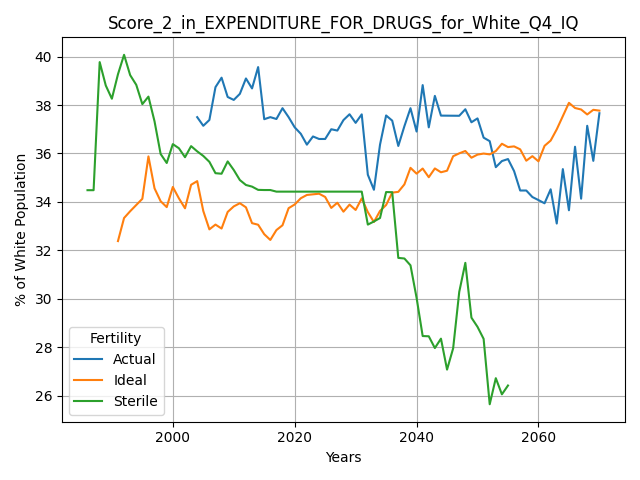 Score_2_in_EXPENDITURE_FOR_DRUGS_for_White_Q4_IQ
% of White Population
40
38
36
34
32
30
28
26
Fertility
Actual
Ideal
Sterile
2000
2020
2040
2060
Years